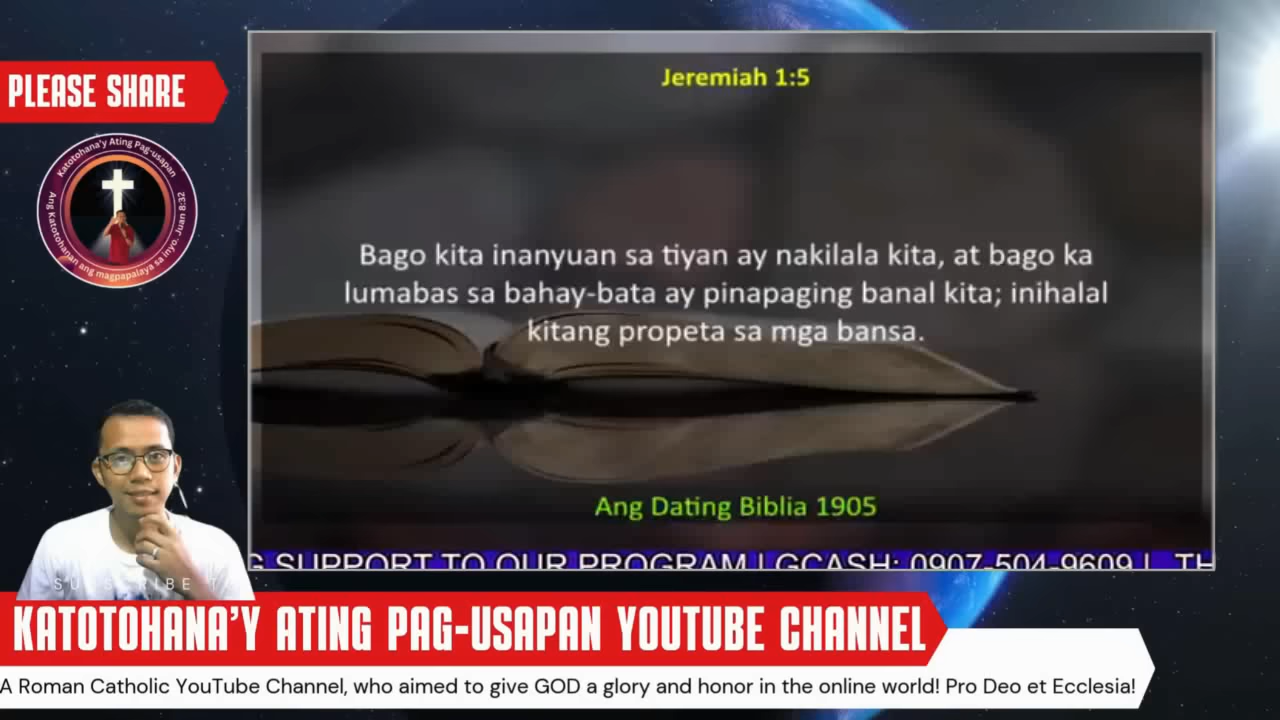 PLEASE SHARE
Katotohana'y Ating Pag-usapan
Ang Katotohanan ang magpapalaya sa inyo. Juan 8:32
Jeremiah 1:5
Bago kita inanyuan sa tiyan ay nakilala kita, at bago ka
lumabas sa bahay-bata ay pinapaging banal kita; inihalal
kitang propeta sa mga bansa.
Ang Dating Biblia 1905
SUPPORT TO OUR PROGRAM | GCASH: 0907-504-9609 |
SUBSCRIBE
KATOTOHANA'Y ATING PAG-USAPAN YOUTUBE CHANNEL
A Roman Catholic YouTube Channel, who aimed to give GOD a glory and honor in the online world! Pro Deo et Ecclesia!